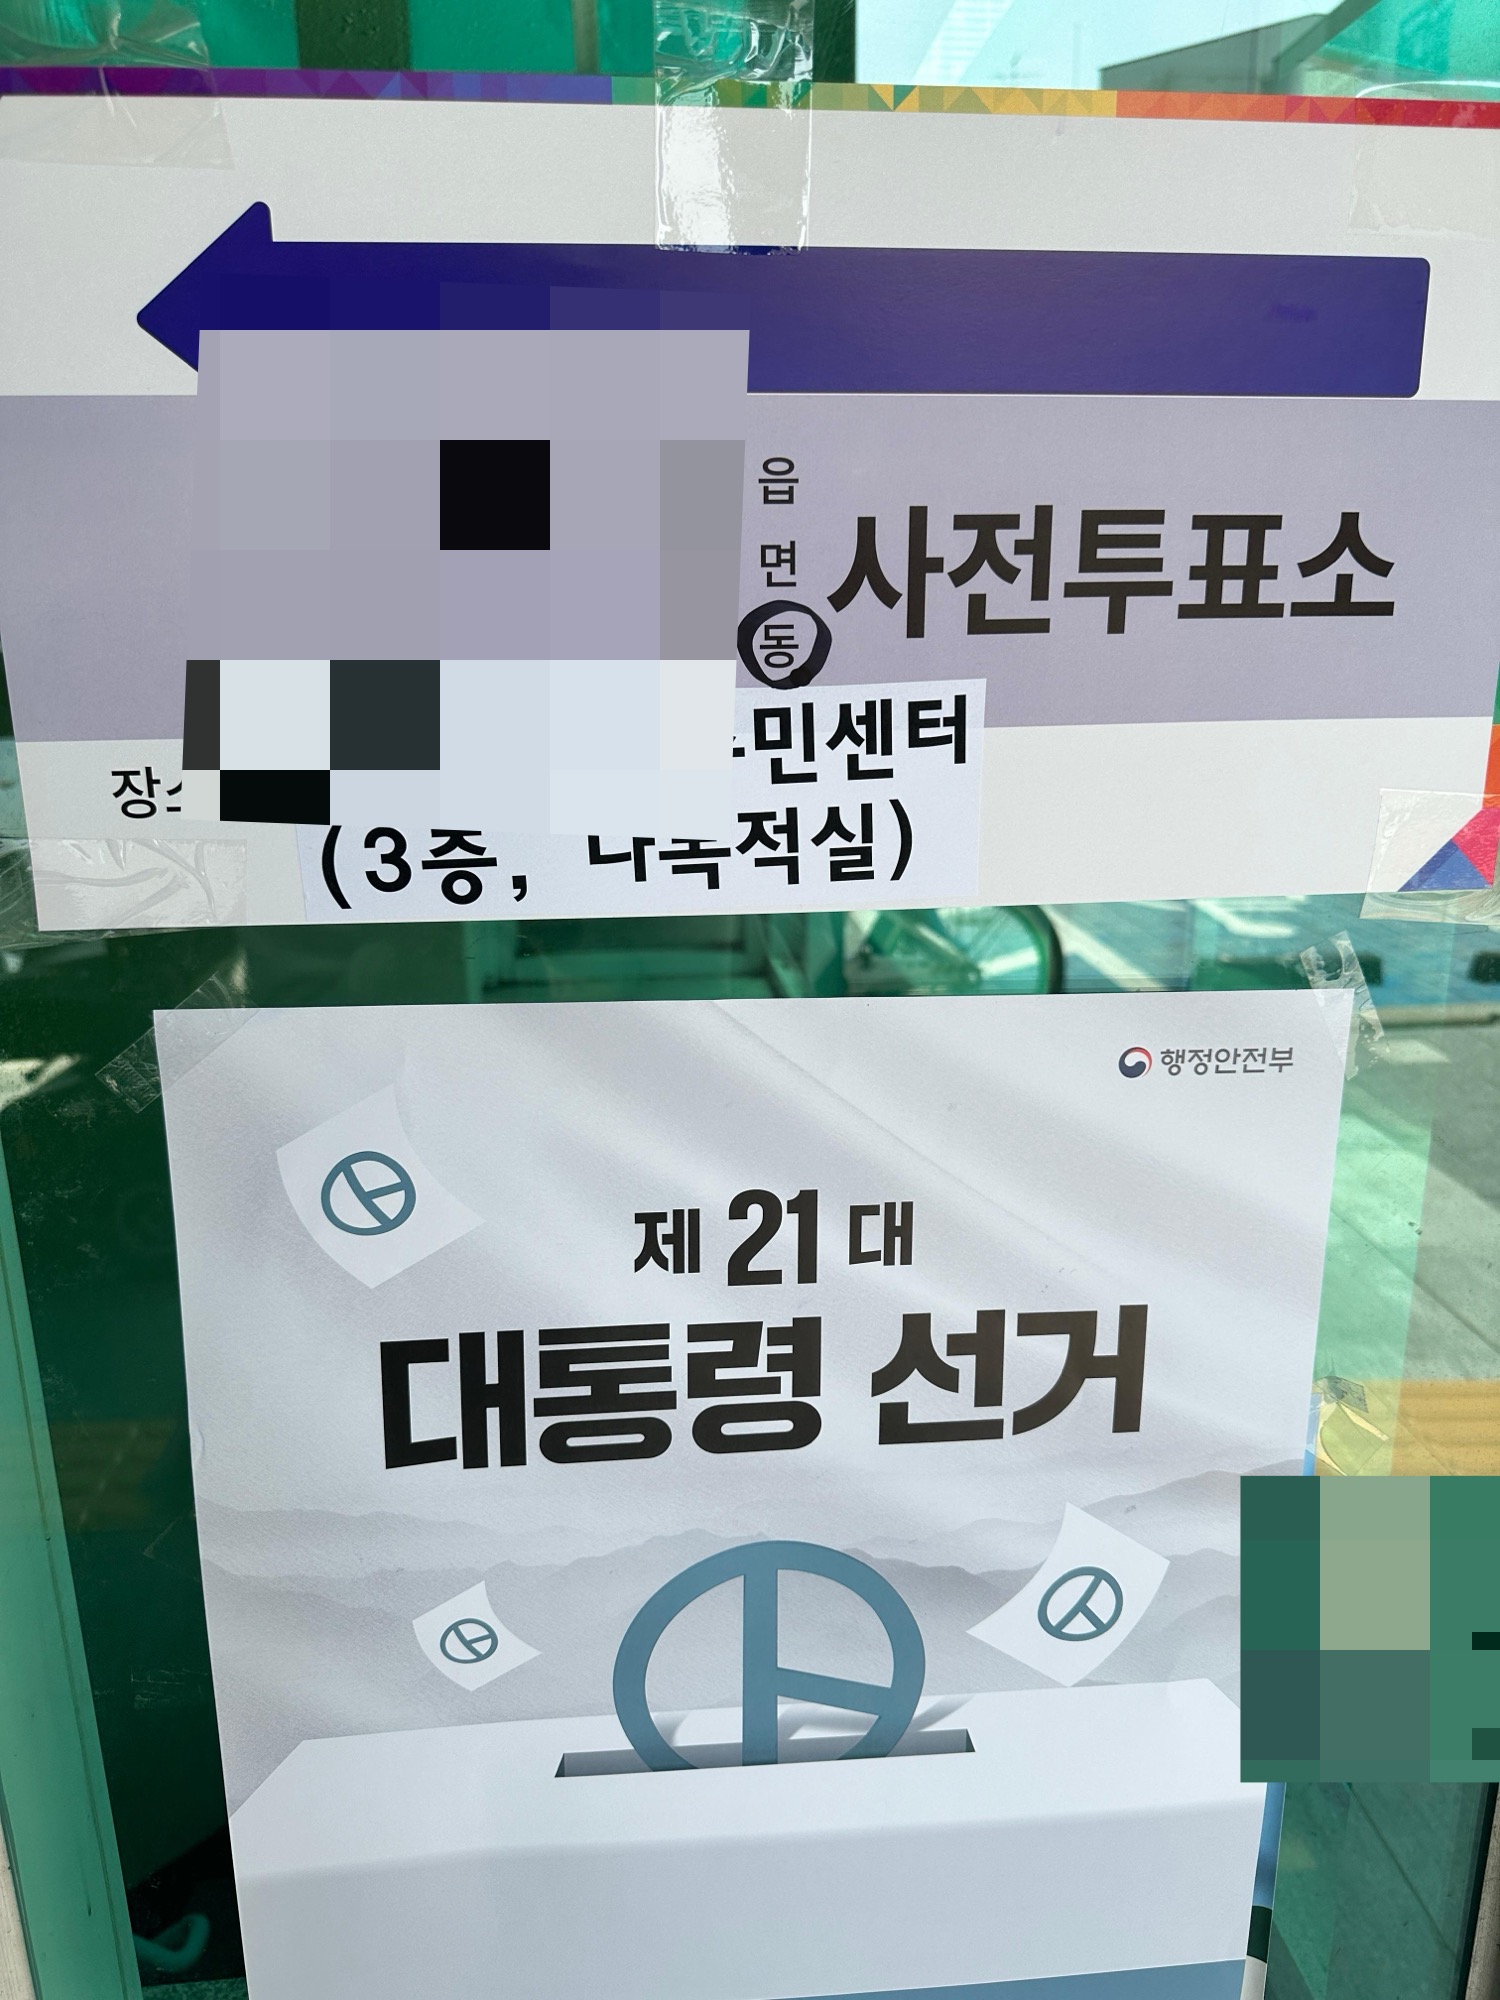 읍
면
동
사전투표소
민센터
(3층, 다목적실)
행정안전부
제 21 대
대통령 선거